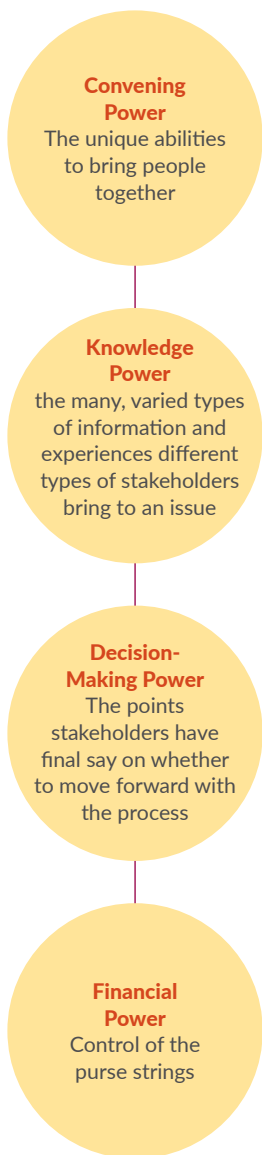 Convening
Power
The unique abilities
to bring people
together
Knowledge
Power
the many, varied types
of information and
experiences different
types of stakeholders
bring to an issue
Decision-
Making Power
The points
stakeholders have
final say on whether
to move forward with
the process
Financial
Power
Control of the
purse strings